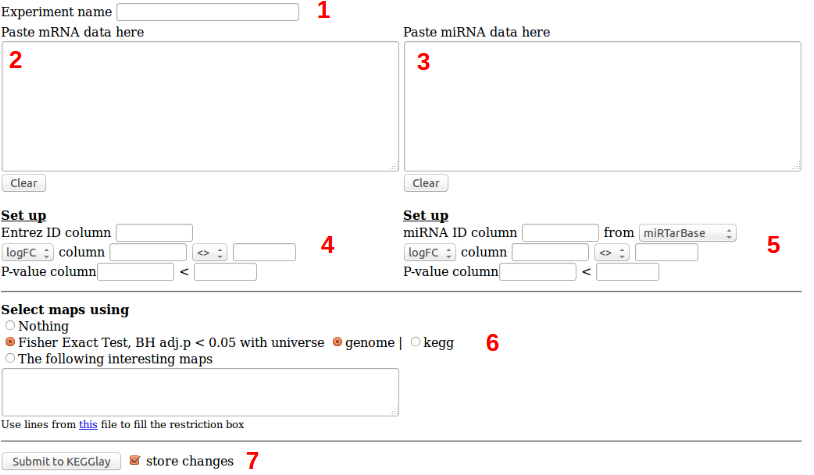 Experiment name 1
Paste mRNA data here Paste miRNA data here
2 3
Clear Clear
Set up Set up
Entrez ID column miRNA ID column from miRTarBase
logFC column <> 4 logFC column <> 5
P-value column < P-value column <
Select maps using
Nothing
Fisher Exact Test, BH adj.p < 0.05 with universe genome | kegg 6
The following interesting maps
Use lines from this file to fill the restriction box
Submit to KEGGlay store changes 7